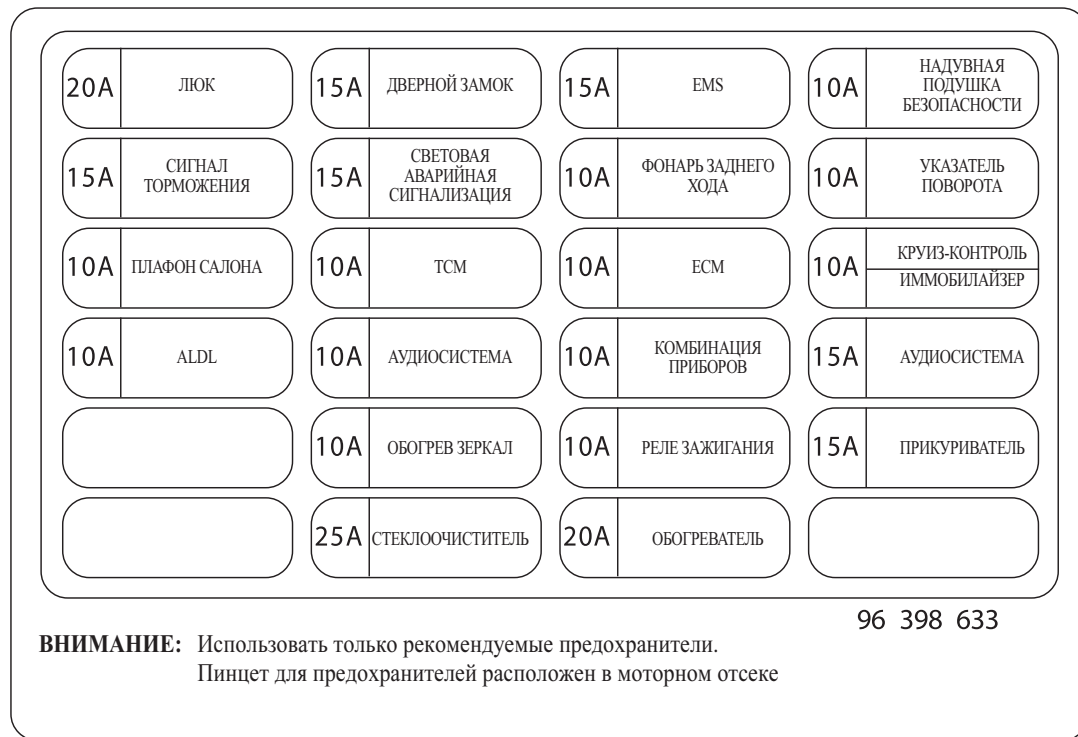 20A ЛЮК
15A ДВЕРНОЙ ЗАМОК
15A EMS
10A НАДУВНАЯ
ПОДУШКА
БЕЗОПАСНОСТИ
15A СИГНАЛ
ТОРМОЖЕНИЯ
15A СВЕТОВАЯ
АВАРИЙНАЯ
СИГНАЛИЗАЦИЯ
10A ФОНАРЬ ЗАДНЕГО
ХОДА
10A УКАЗАТЕЛЬ
ПОВОРОТА
10A ПЛАФОН САЛОНА
10A TCM
10A ECM
10A КРУИЗ-КОНТРОЛЬ
ИММОБИЛАЙЗЕР
10A ALDL
10A АУДИОСИСТЕМА
10A КОМБИНАЦИЯ
ПРИБОРОВ
15A АУДИОСИСТЕМА
10A ОБОГРЕВ ЗЕРКАЛ
10A РЕЛЕ ЗАЖИГАНИЯ
15A ПРИКУРИВАТЕЛЬ
25A СТЕКЛООЧИСТИТЕЛЬ
20A ОБОГРЕВАТЕЛЬ
96 398 633
ВНИМАНИЕ: Использовать только рекомендуемые предохранители.
Пинцет для предохранителей расположен в моторном отсеке